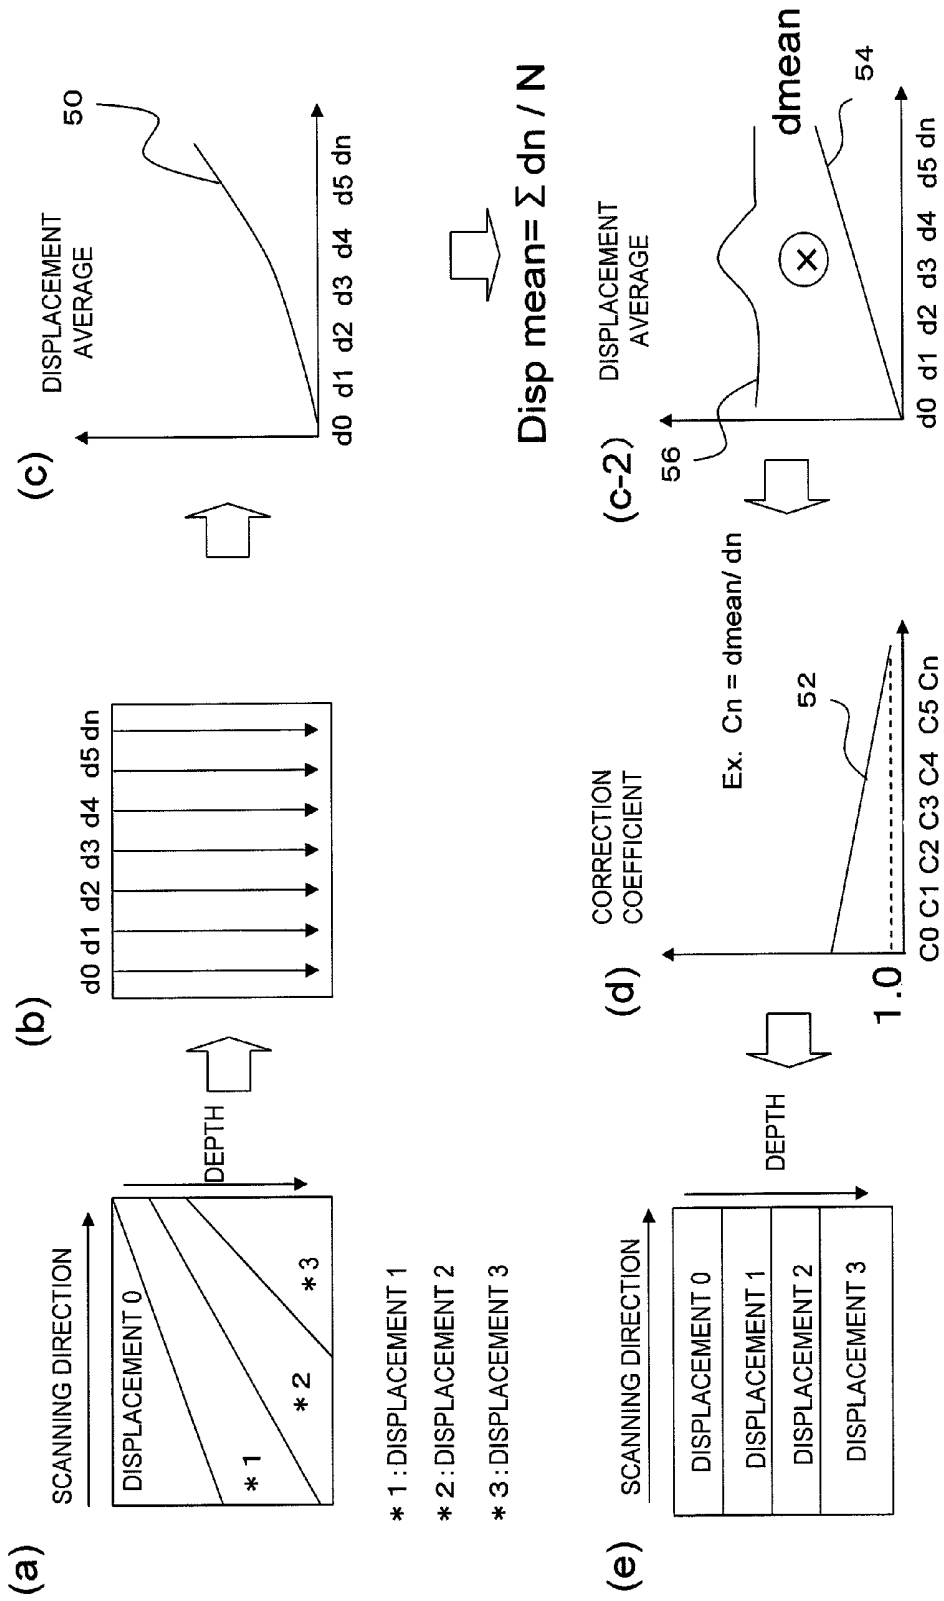 (a)
SCANNING DIRECTION
DISPLACEMENT 0
* 1
* 2
* 3
DEPTH
* 1 : DISPLACEMENT 1
* 2 : DISPLACEMENT 2
* 3 : DISPLACEMENT 3
(b)
d0 d1 d2 d3 d4 d5 dn
(c)
DISPLACEMENT
AVERAGE
50
d0 d1 d2 d3 d4 d5 dn
Disp mean= Σ dn / N
(c-2)
DISPLACEMENT
AVERAGE
56
dmean
54
d0 d1 d2 d3 d4 d5 dn
(d)
CORRECTION
COEFFICIENT
Ex. Cn = dmean/ dn
52
1.0
C0 C1 C2 C3 C4 C5 Cn
(e)
SCANNING DIRECTION
DISPLACEMENT 0
DISPLACEMENT 1
DISPLACEMENT 2
DISPLACEMENT 3
DEPTH